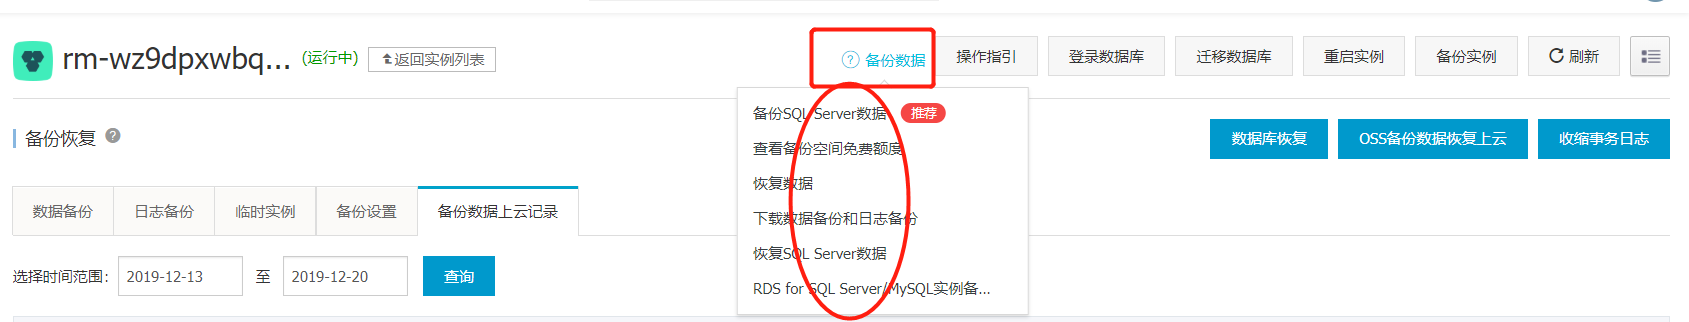 rm-wz9dpxwbq... (运行中) 返回实例列表 备份数据 操作指引 登录数据库 迁移数据库 重启实例 备份实例 刷新
备份SQL Server数据 推荐
查看备份空间免费额度
恢复数据
下载数据备份和日志备份
恢复SQL Server数据
RDS for SQL Server/MySQL实例备...
备份恢复 数据库恢复 OSS备份数据恢复上云 收缩事务日志
数据备份 日志备份 临时实例 备份设置 备份数据上云记录
选择时间范围: 2019-12-13 至 2019-12-20 查询